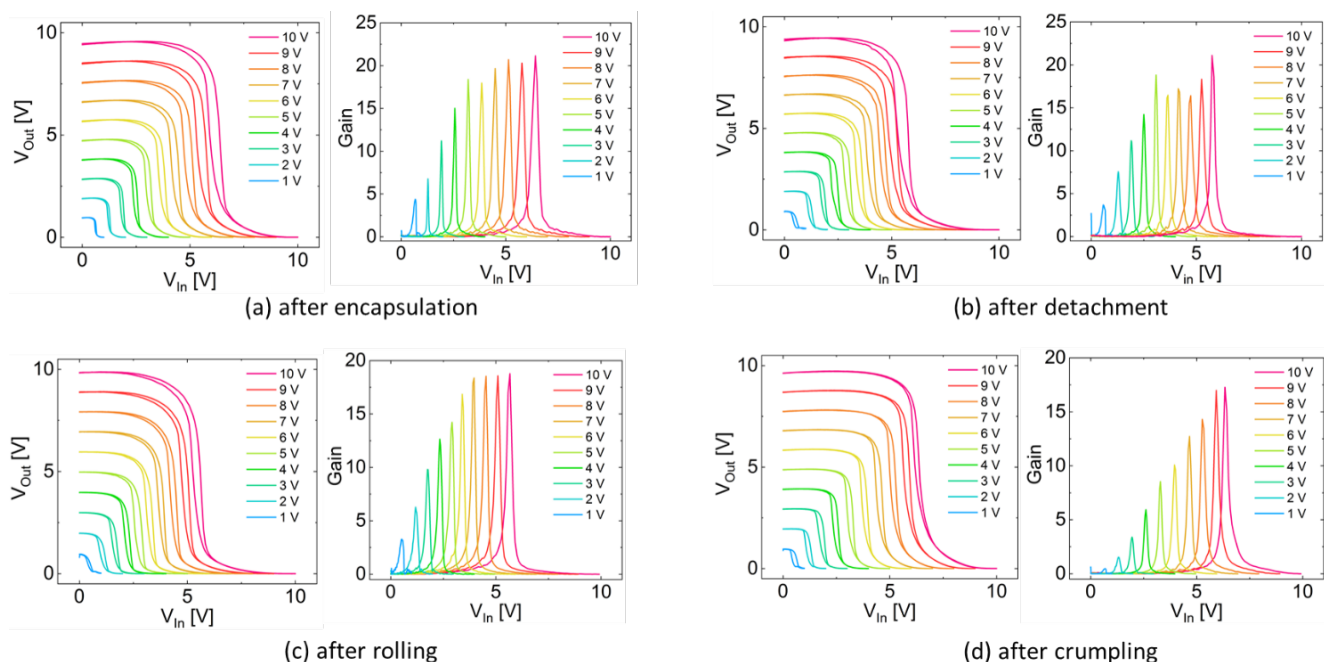 10
5
0
V_Out [V]
0
5
10
V_In [V]
10 V
9 V
8 V
7 V
6 V
5 V
4 V
3 V
2 V
1 V
25
20
15
10
5
0
Gain
0
5
10
V_In [V]
10 V
9 V
8 V
7 V
6 V
5 V
4 V
3 V
2 V
1 V
(a) after encapsulation
10
5
0
V_Out [V]
0
5
10
V_In [V]
10 V
9 V
8 V
7 V
6 V
5 V
4 V
3 V
2 V
1 V
25
20
15
10
5
0
Gain
0
5
10
V_in [V]
10 V
9 V
8 V
7 V
6 V
5 V
4 V
3 V
2 V
1 V
(b) after detachment
10
5
0
V_Out [V]
0
5
10
V_In [V]
10 V
9 V
8 V
7 V
6 V
5 V
4 V
3 V
2 V
1 V
20
15
10
5
0
Gain
0
5
10
V_In [V]
10 V
9 V
8 V
7 V
6 V
5 V
4 V
3 V
2 V
1 V
(c) after rolling
10
5
0
V_Out [V]
0
5
10
V_In [V]
10 V
9 V
8 V
7 V
6 V
5 V
4 V
3 V
2 V
1 V
20
15
10
5
0
Gain
0
5
10
V_In [V]
10 V
9 V
8 V
7 V
6 V
5 V
4 V
3 V
2 V
1 V
(d) after crumpling